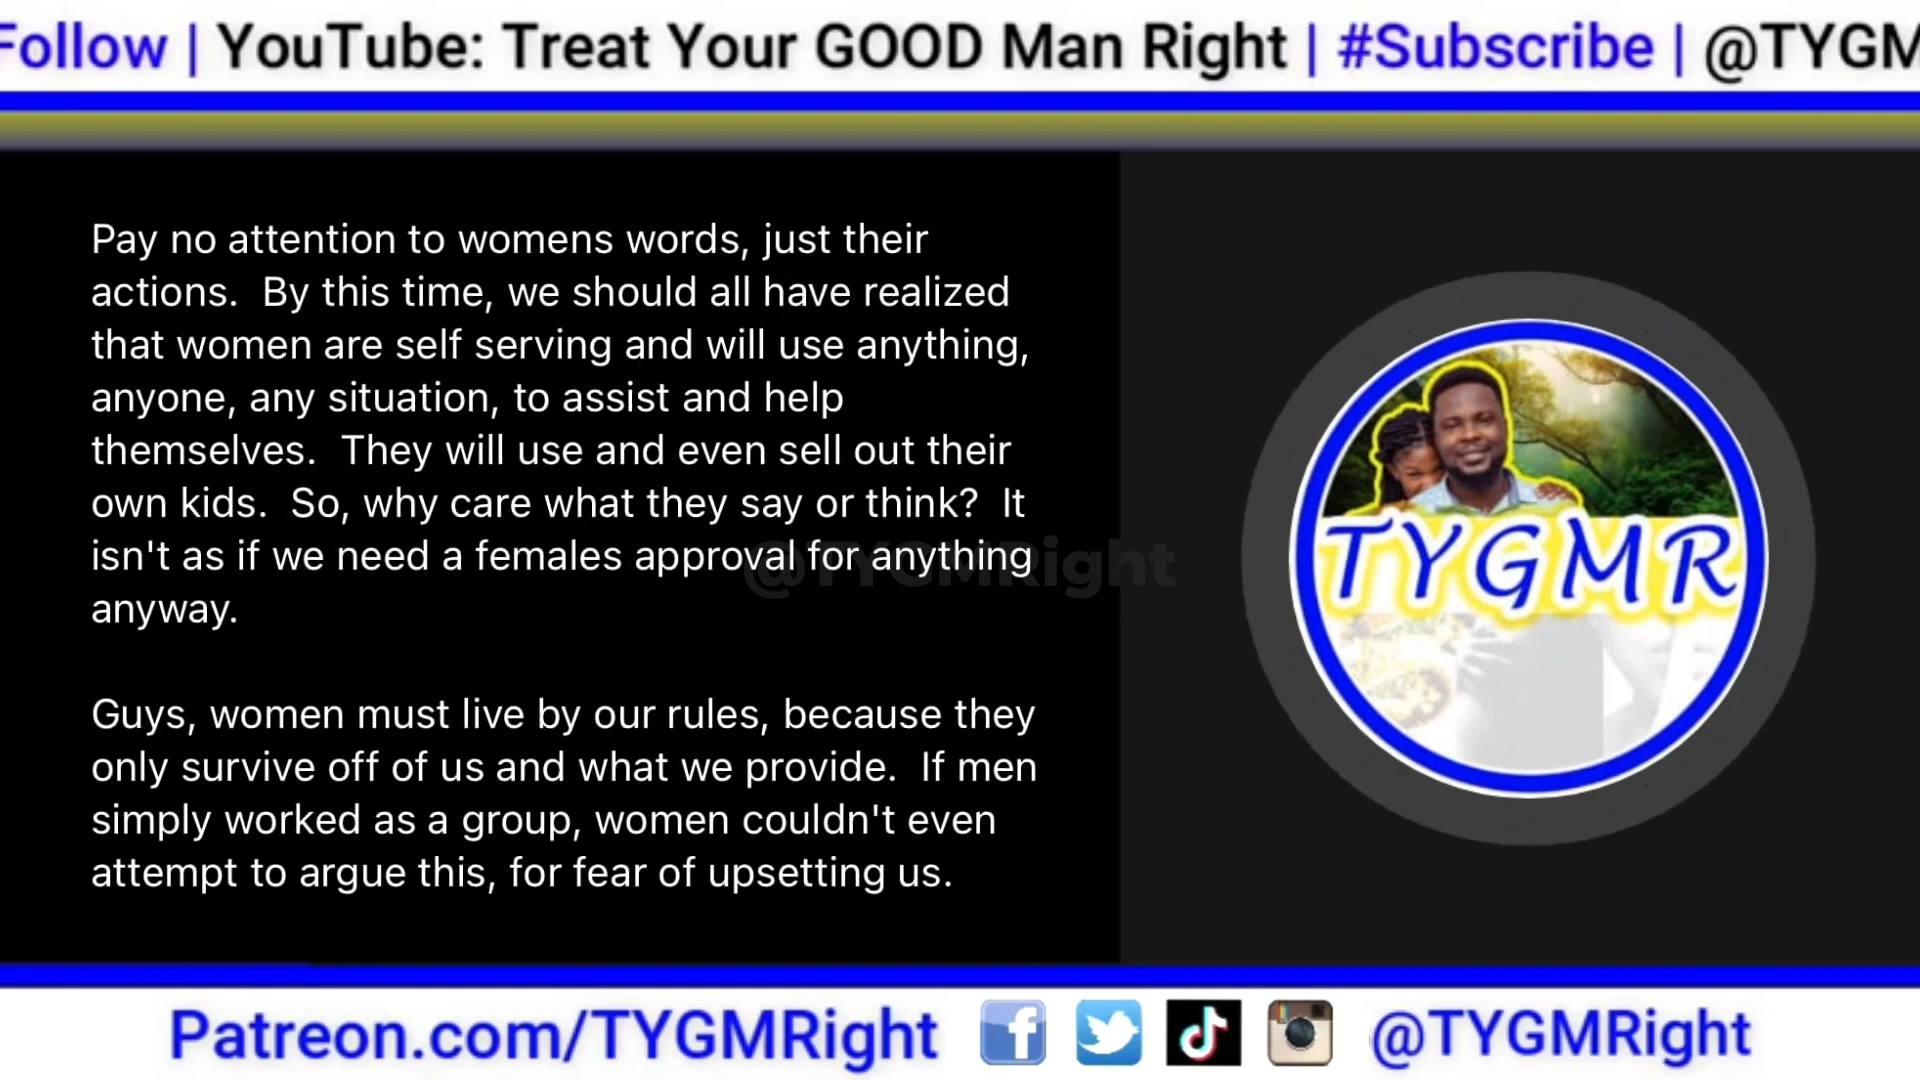 Follow | YouTube: Treat Your GOOD Man Right | #Subscribe | @TYGM
Pay no attention to womens words, just their
actions.  By this time, we should all have realized
that women are self serving and will use anything,
anyone, any situation, to assist and help
themselves.  They will use and even sell out their
own kids.  So, why care what they say or think?  It
isn't as if we need a females approval for anything
anyway.
@TYGMRight
Guys, women must live by our rules, because they
only survive off of us and what we provide.  If men
simply worked as a group, women couldn't even
attempt to argue this, for fear of upsetting us.
TYGMR
Patreon.com/TYGMRight @TYGMRight